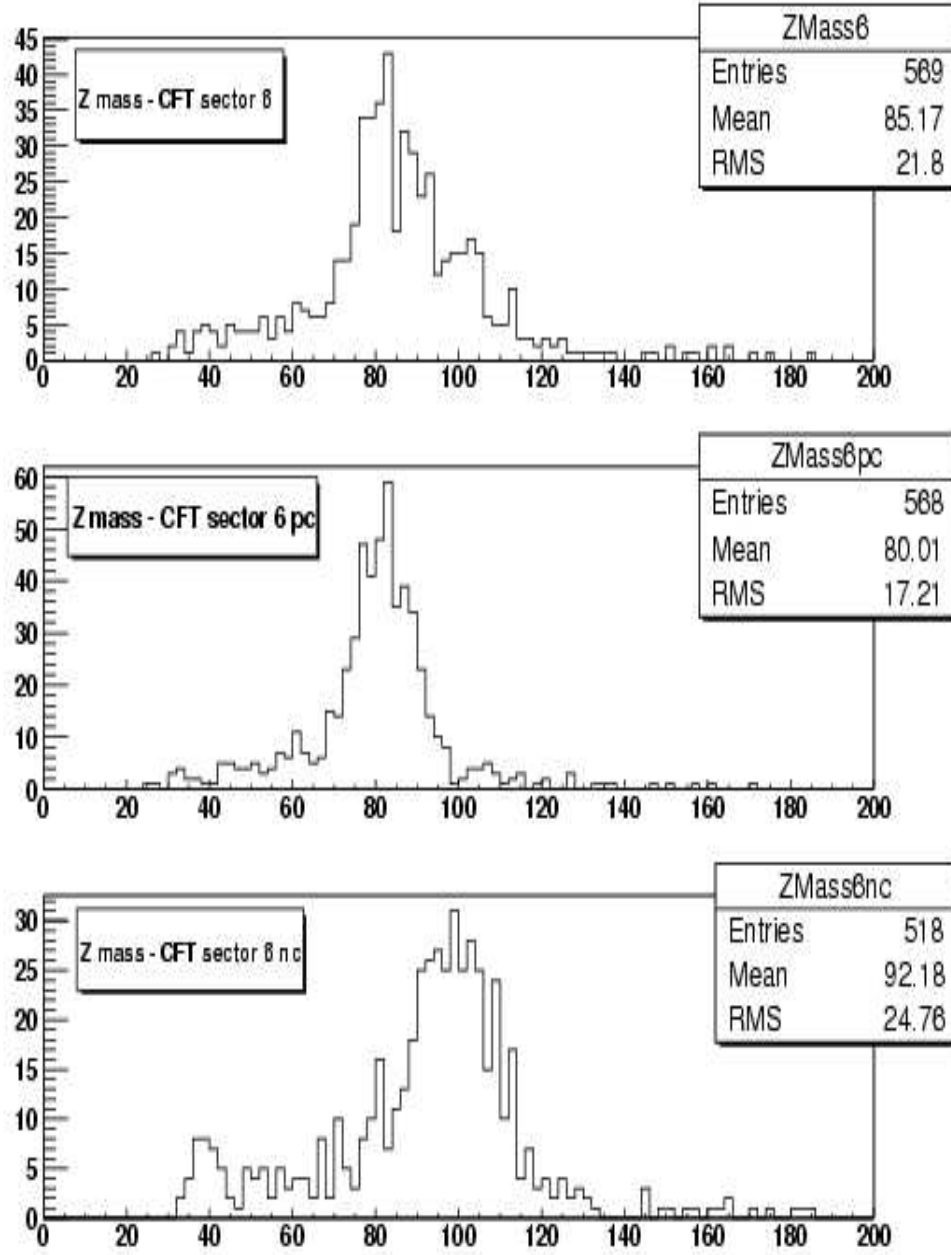 ZMass6
Entries 569
Mean 85.17
RMS 21.8
Z mass - CFT sector 6
45
40
35
30
25
20
15
10
5
0
0 20 40 60 80 100 120 140 160 180 200
ZMass6pc
Entries 568
Mean 80.01
RMS 17.21
Z mass - CFT sector 6 pc
60
50
40
30
20
10
0
0 20 40 60 80 100 120 140 160 180 200
ZMass6nc
Entries 518
Mean 92.18
RMS 24.76
Z mass - CFT sector 6 nc
30
25
20
15
10
5
0
0 20 40 60 80 100 120 140 160 180 200